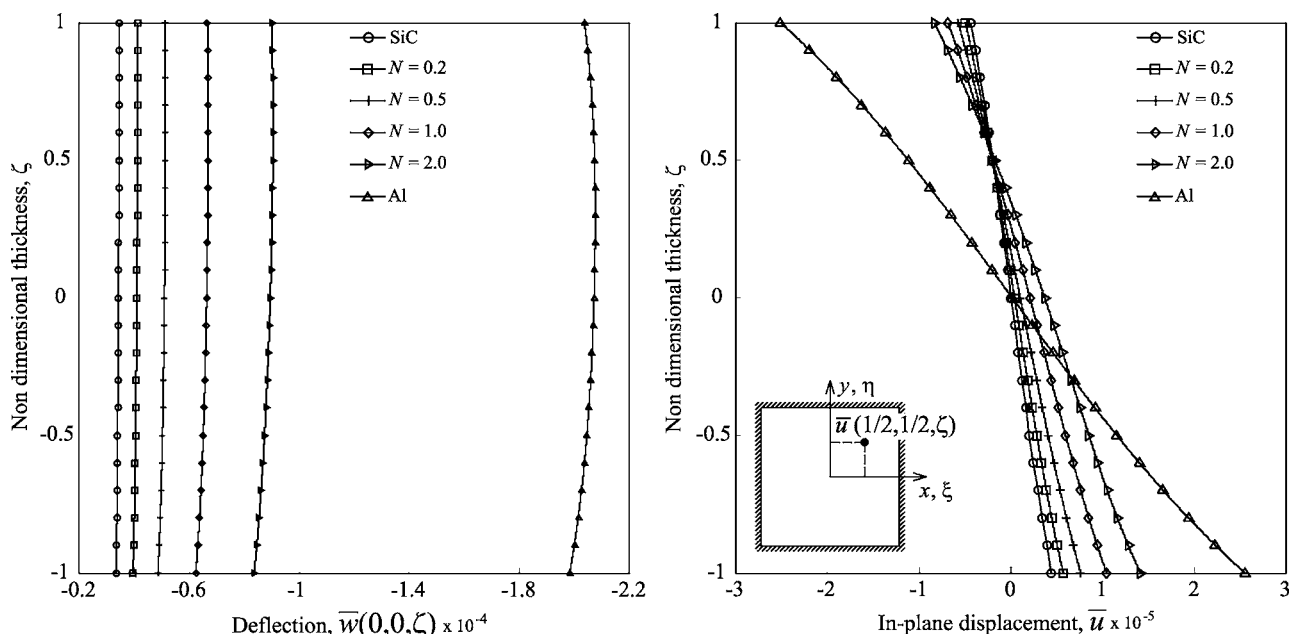 1
0.5
0
-0.5
-1
Non dimensional thickness, ζ
SiC
N = 0.2
N = 0.5
N = 1.0
N = 2.0
Al
-0.2
-0.6
-1
-1.4
-1.8
-2.2
Deflection, w̅(0,0,ζ) x 10⁻⁴
1
0.5
0
-0.5
-1
Non dimensional thickness, ζ
SiC
N = 0.2
N = 0.5
N = 1.0
N = 2.0
Al
y, η
u̅ (1/2,1/2,ζ)
x, ξ
-3
-2
-1
0
1
2
3
In-plane displacement, u̅ x 10⁻⁵